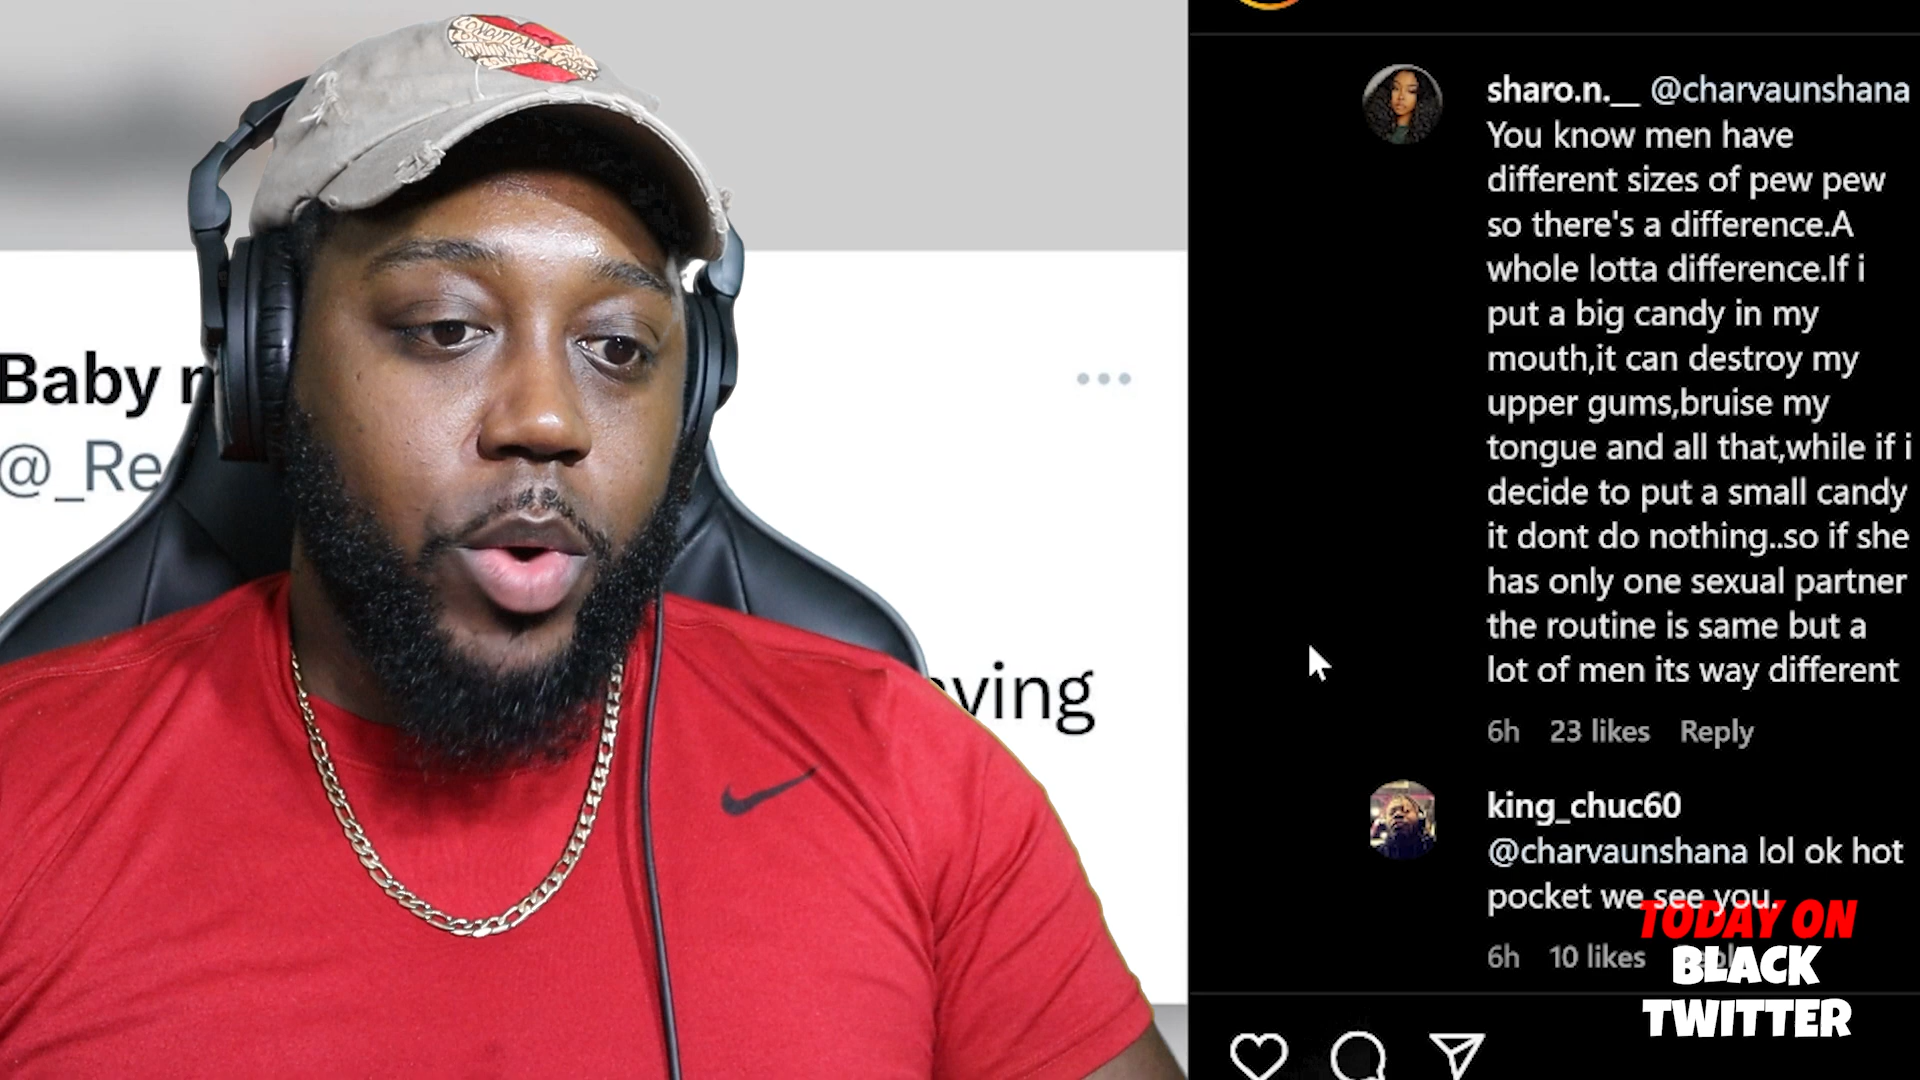 Baby
@_Re
ving
sharo.n.__ @charvaunshana
You know men have
different sizes of pew pew
so there's a difference.A
whole lotta difference.If i
put a big candy in my
mouth,it can destroy my
upper gums,bruise my
tongue and all that,while if i
decide to put a small candy
it dont do nothing..so if she
has only one sexual partner
the routine is same but a
lot of men its way different
6h 23 likes Reply
king_chuc60
@charvaunshana lol ok hot
pocket we see you.
6h 10 likes
TODAY ON
BLACK
TWITTER